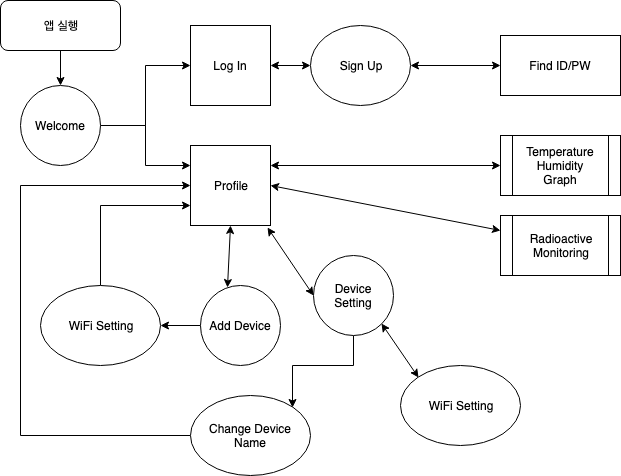 앱 실행
Welcome
Log In
Sign Up
Find ID/PW
Profile
Temperature
Humidity
Graph
Radioactive
Monitoring
Device
Setting
WiFi Setting
Add Device
WiFi Setting
Change Device
Name